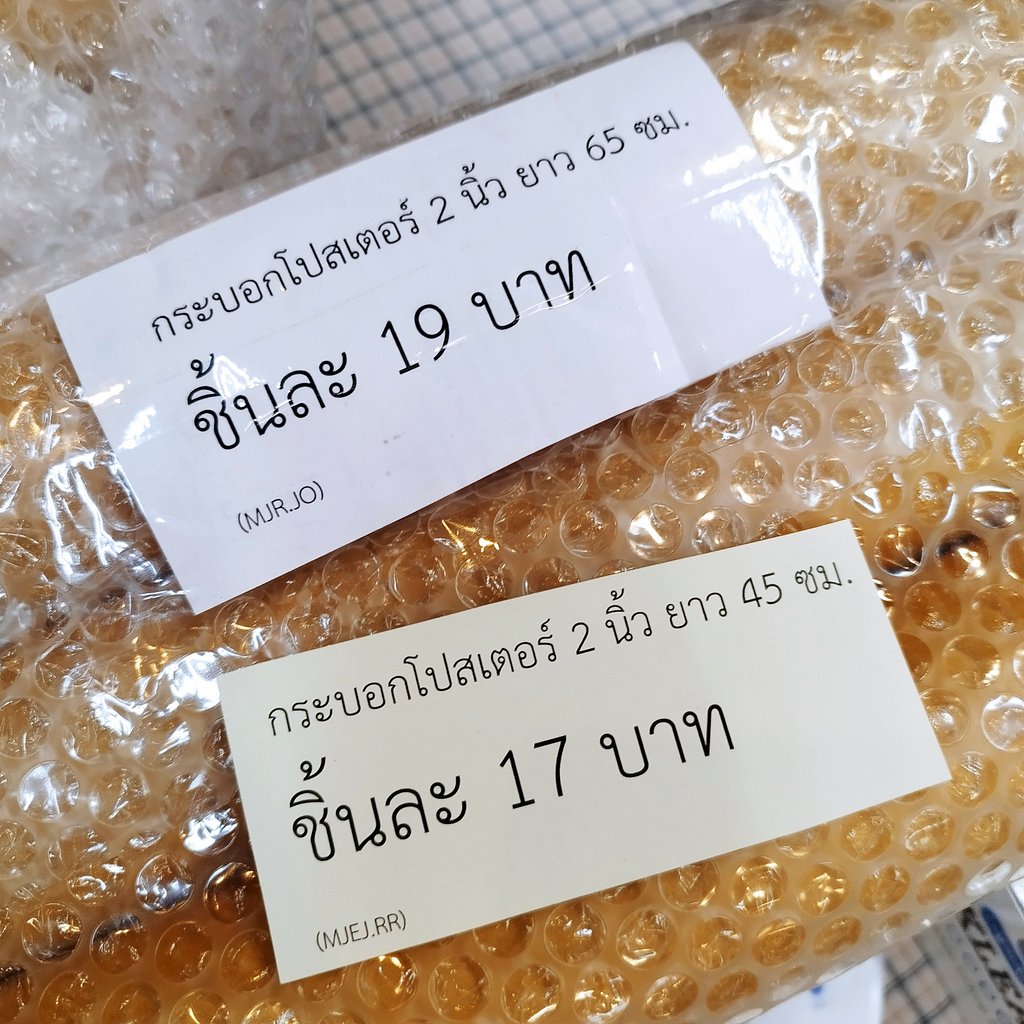 กระบอกโปสเตอร์ 2 นิ้ว ยาว 65 ซม.
ชิ้นละ 19 บาท
(MJR.JO)
กระบอกโปสเตอร์ 2 นิ้ว ยาว 45 ซม.
ชิ้นละ 17 บาท
(MJEJ.RR)